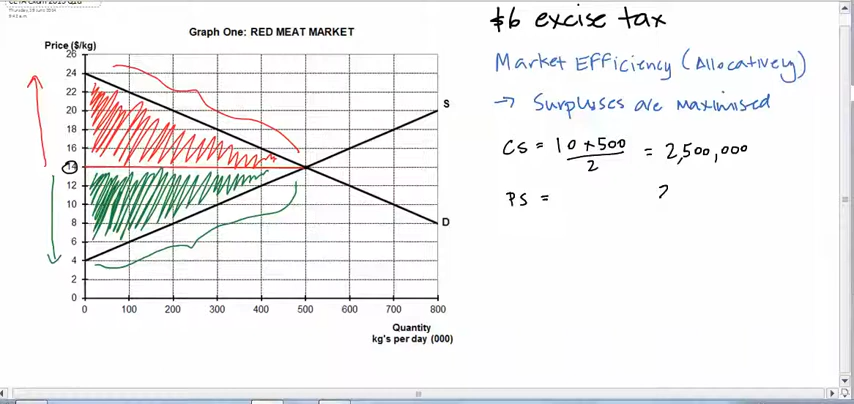 $6 excise tax
Graph One: RED MEAT MARKET
Market Efficiency (Allocatively)
→ Surpluses are maximised
CS = 10 x 500 / 2 = 2,500,000
PS = 2
Price ($/kg)
26
24
22
20
18
16
14
12
10
8
6
4
2
0
S
D
0 100 200 300 400 500 600 700 800
Quantity
kg's per day (000)